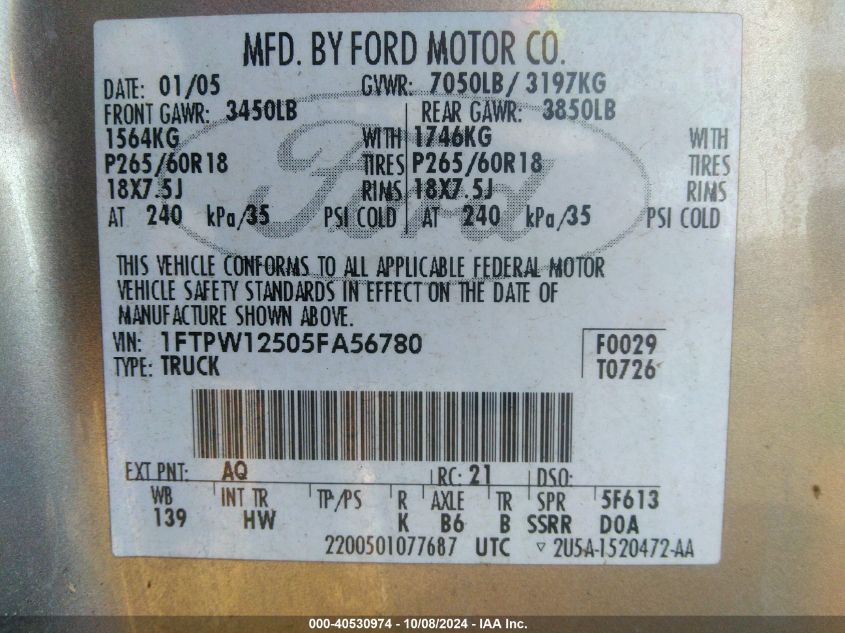 MFD. BY FORD MOTOR CO.
DATE: 01/05 GVWR: 7050LB/ 3197KG
FRONT GAWR: 3450LB REAR GAWR: 3850LB
1564KG WITH 1746KG WITH
P265/60R18 TIRES P265/60R18 TIRES
18X7.5J RIMS 18X7.5J RIMS
AT 240 kPa/35 PSI COLD AT 240 kPa/35 PSI COLD
Ford
THIS VEHICLE CONFORMS TO ALL APPLICABLE FEDERAL MOTOR
VEHICLE SAFETY STANDARDS IN EFFECT ON THE DATE OF
MANUFACTURE SHOWN ABOVE.
VIN: 1FTPW12505FA56780 F0029
TYPE: TRUCK T0726
EXT PNT: AQ RC: 21 DSO:
WB INT TR TP/PS R AXLE TR SPR 5F613
139 HW K B6 B SSRR DOA
2200501077687 UTC ▽ 2U5A-1520472-AA
000-40530974 - 10/08/2024 - IAA Inc.